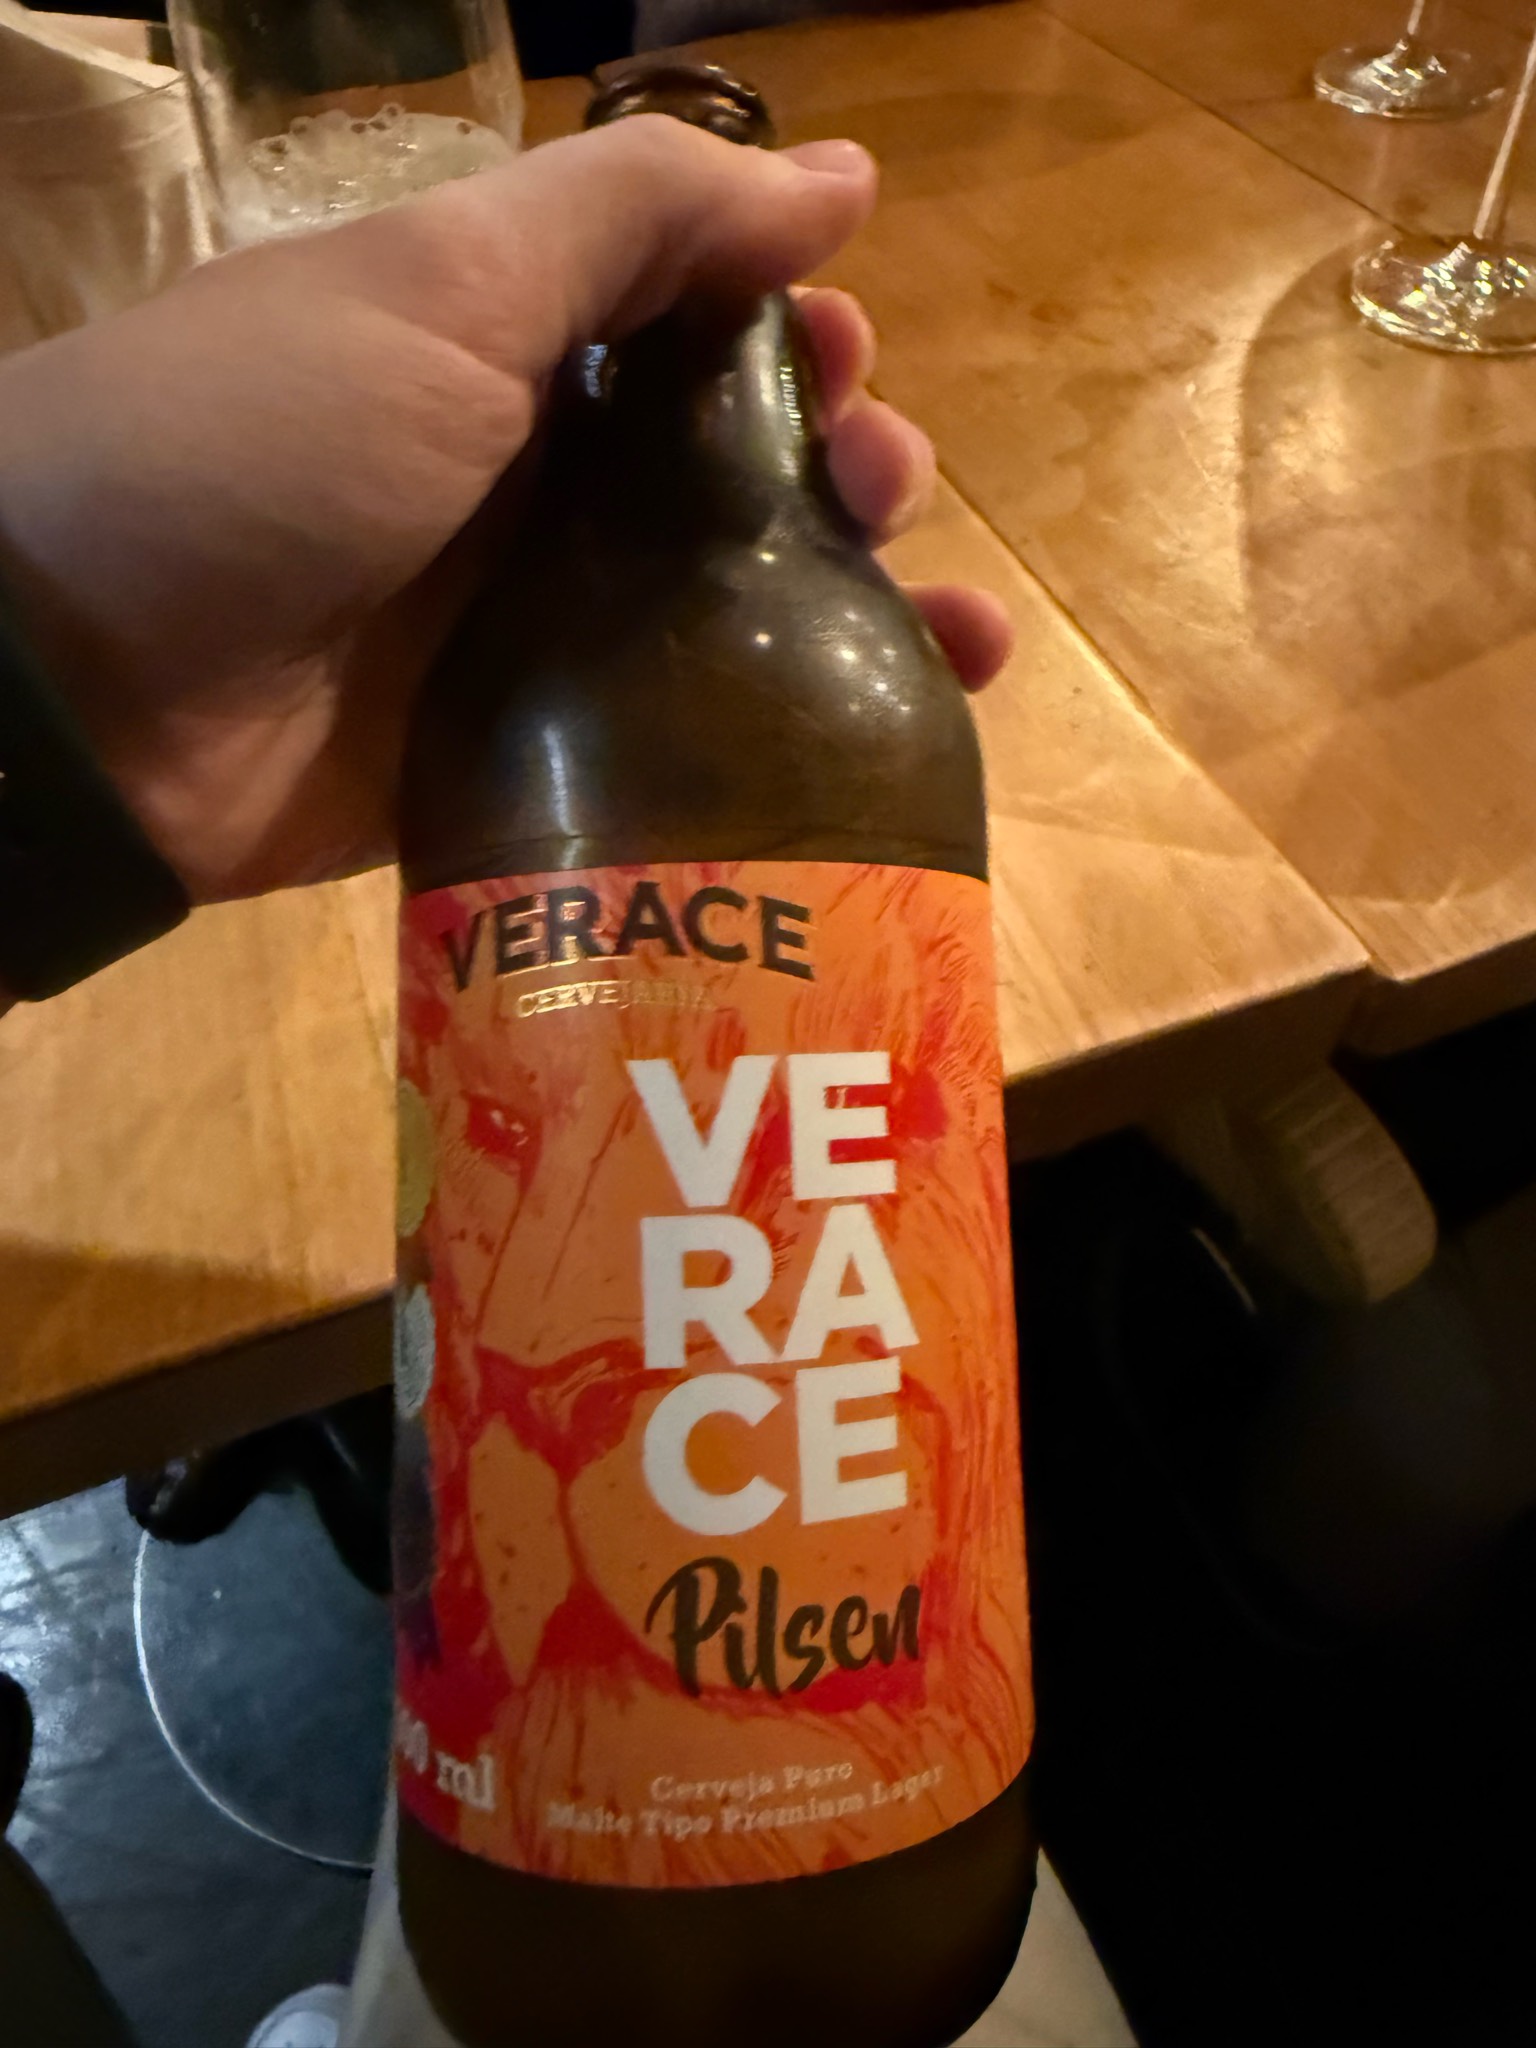 VERACE
CERVEJARIA
VE
RA
CE
Pilsen
ml
Cerveja Puro
Malte Tipo Premium Lager